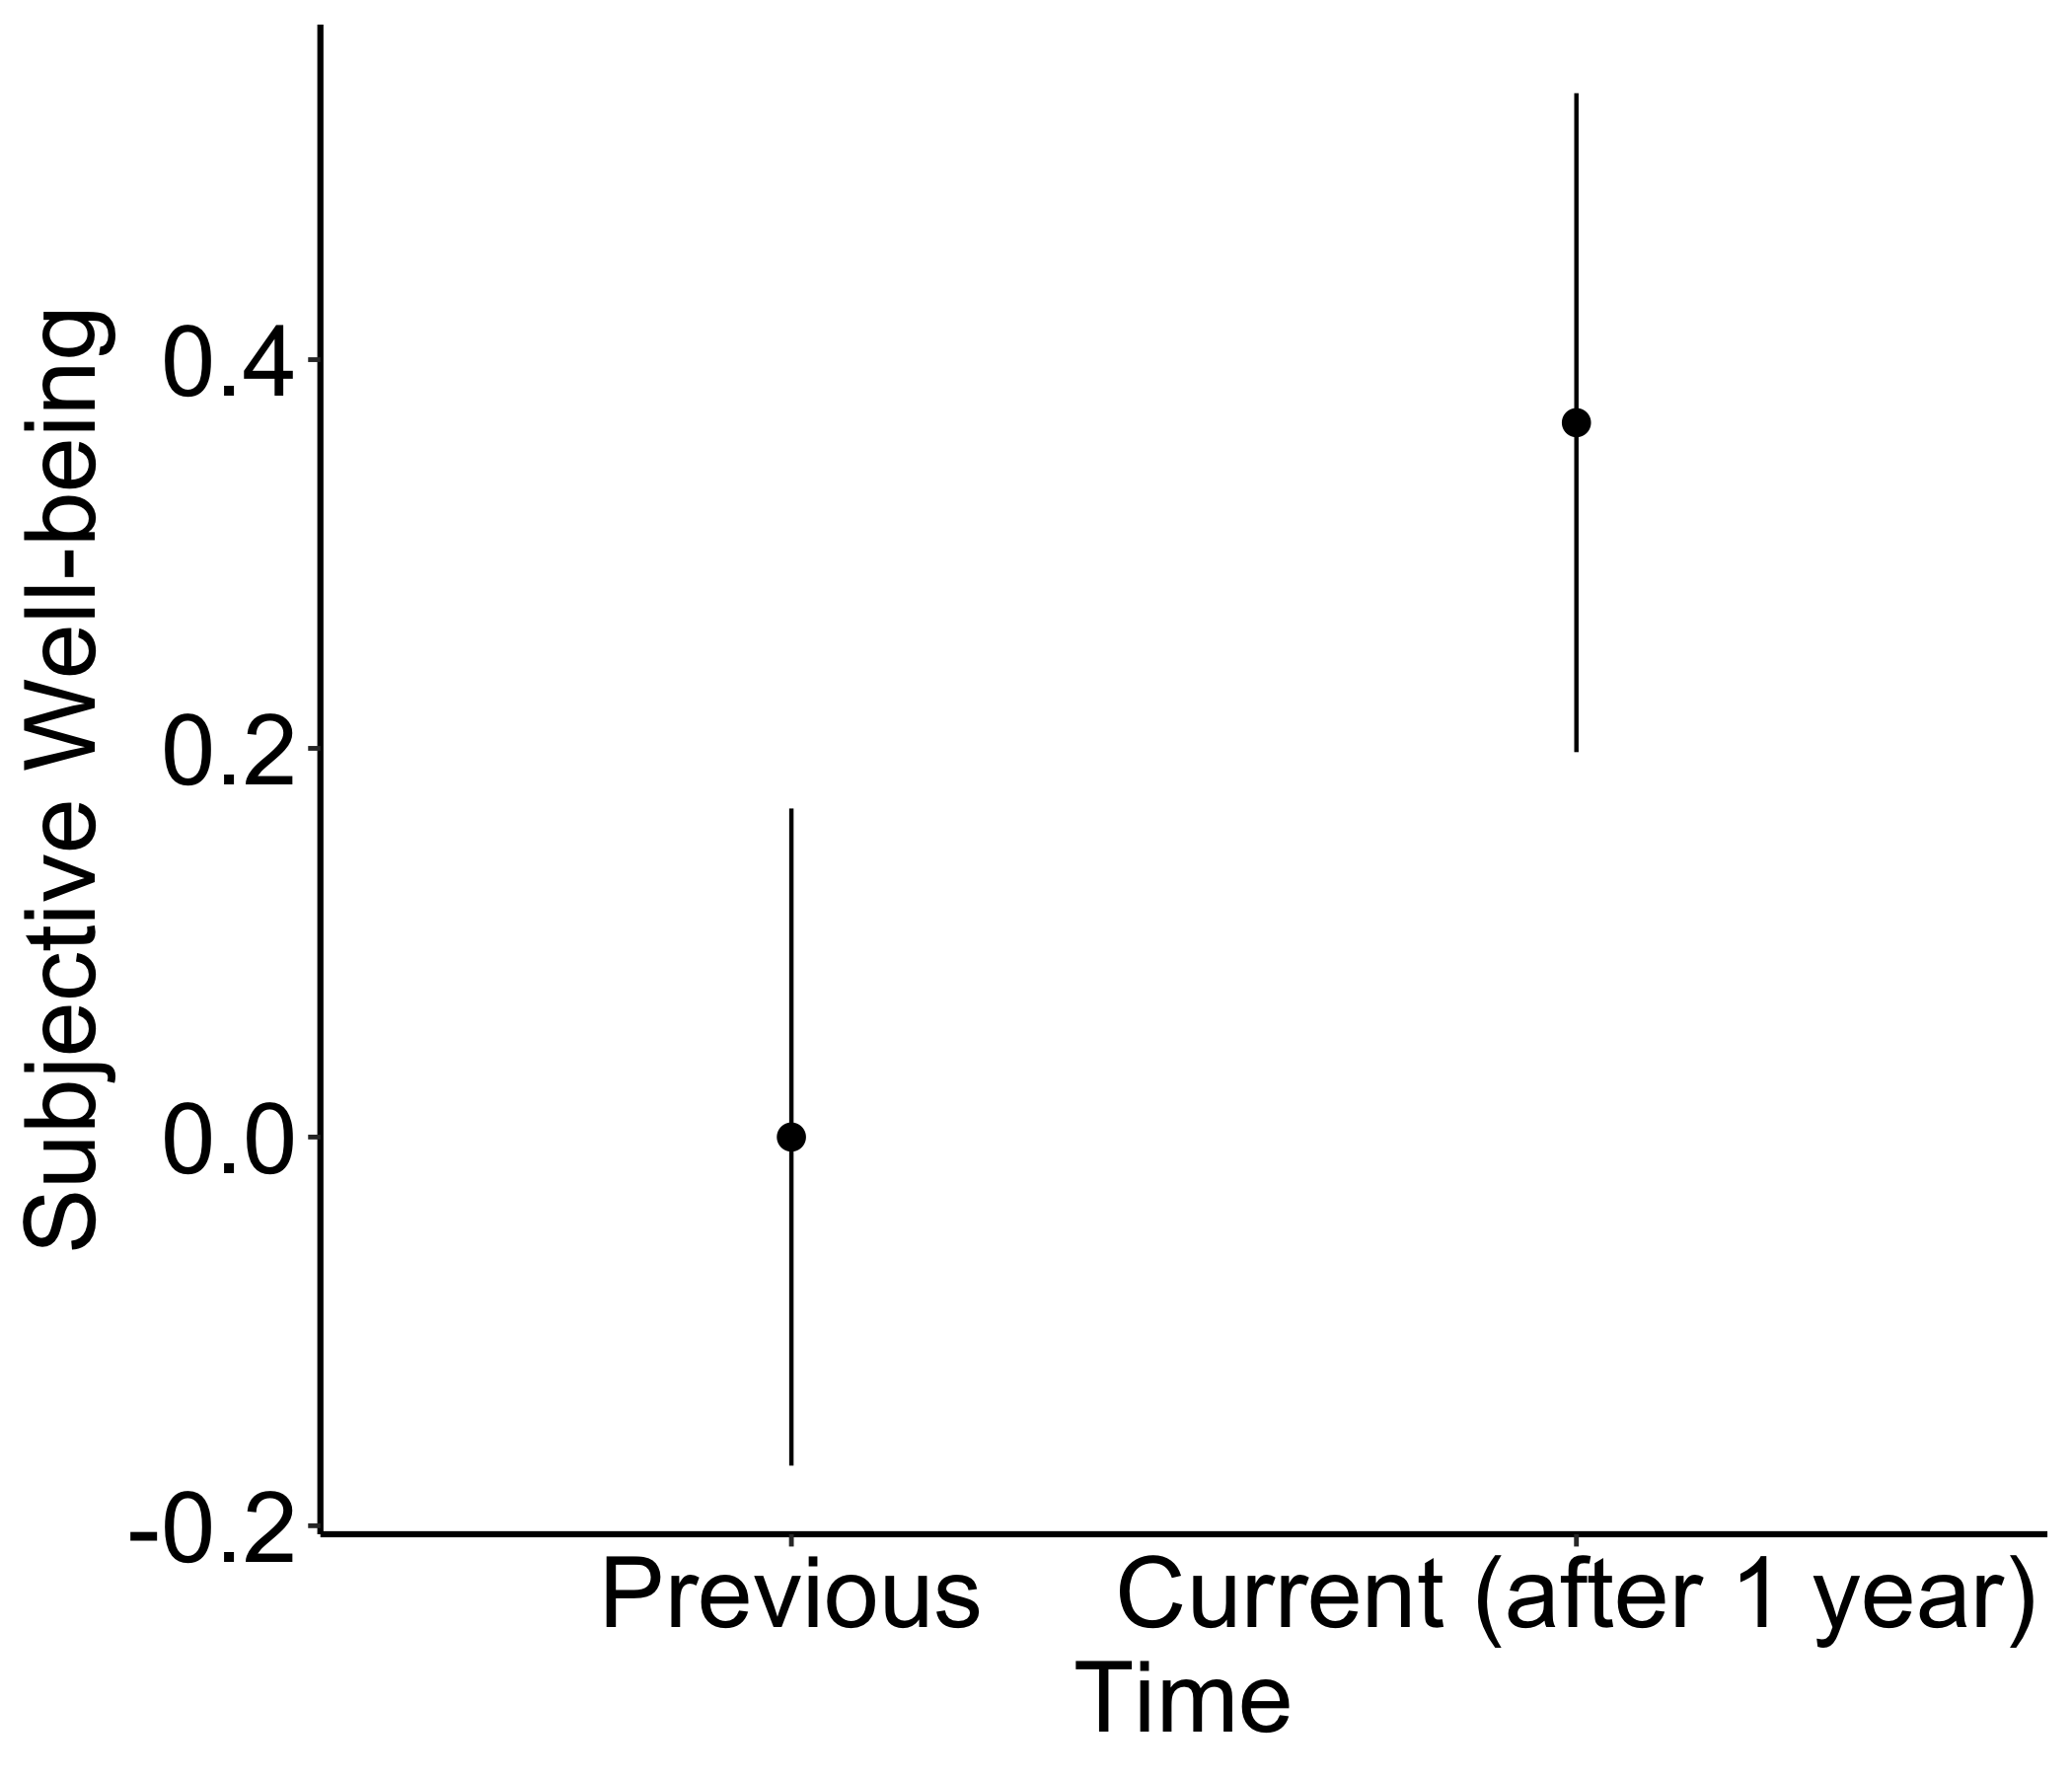 Subjective Well-being
0.4
0.2
0.0
-0.2
Previous
Current (after 1 year)
Time